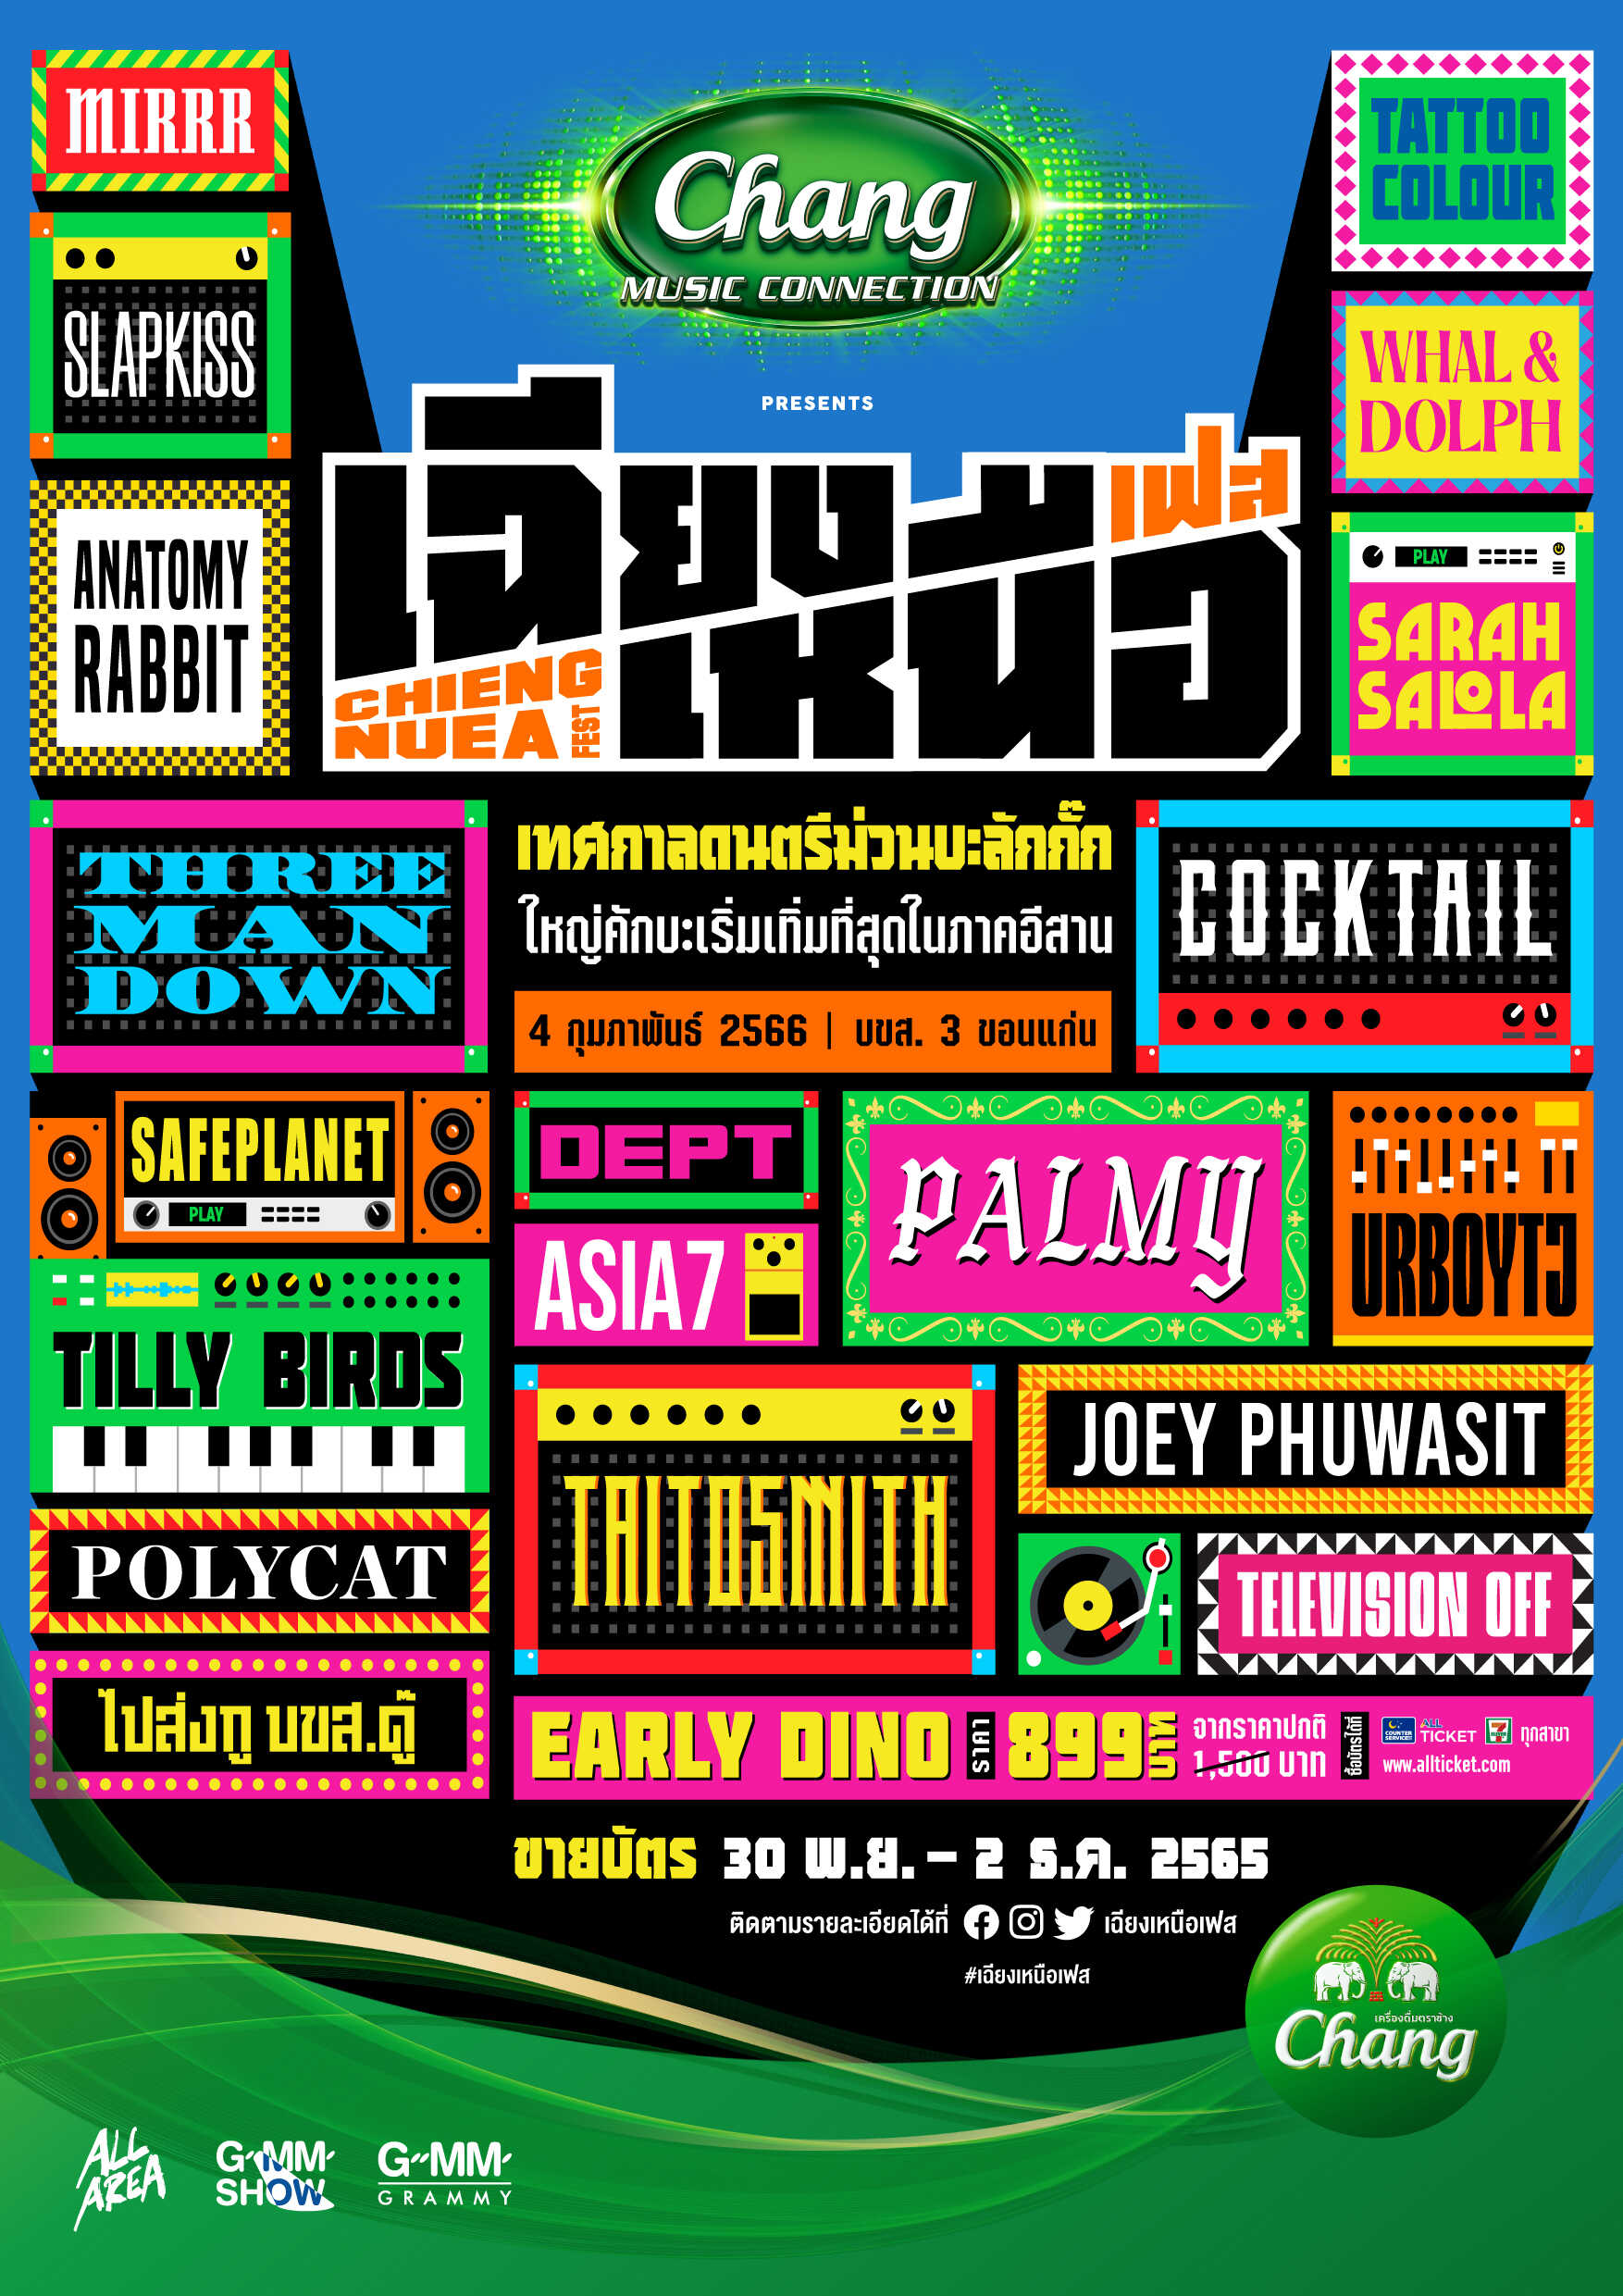 MIRRR
Chang
MUSIC CONNECTION
TATTOO
COLOUR
SLAPKISS
PRESENTS
WHAL &
DOLPH
ANATOMY
RABBIT
เฉียง
เหนือ
เฟส
CHIENG
NUEA
FEST
PLAY
SARAH
SALOLA
THREE
MAN
DOWN
เทศกาลดนตรีม่วนบะลักกั๊ก
ใหญ่คักบะเริ่มเทิ่มที่สุดในภาคอีสาน
4 กุมภาพันธ์ 2566 | บขส. 3 ขอนแก่น
COCKTAIL
SAFEPLANET
PLAY
DEPT
PALMY
URBOYTJ
ASIA7
TILLY BIRDS
TAITOSMITH
JOEY PHUWASIT
POLYCAT
TELEVISION OFF
ไปส่งกู บขส.ดู๊
EARLY DINO ราคา 899 บาท
จากราคาปกติ
1,500 บาท
ซื้อบัตรได้ที่
COUNTER
SERVICE
ALL
TICKET
7 ELEVEN
ทุกสาขา
www.allticket.com
ขายบัตร 30 พ.ย. - 2 ธ.ค. 2565
ติดตามรายละเอียดได้ที่ เฉียงเหนือเฟส
#เฉียงเหนือเฟส
เครื่องดื่มตราช้าง
Chang
ALL
AREA
GMM
SHOW
GMM
GRAMMY